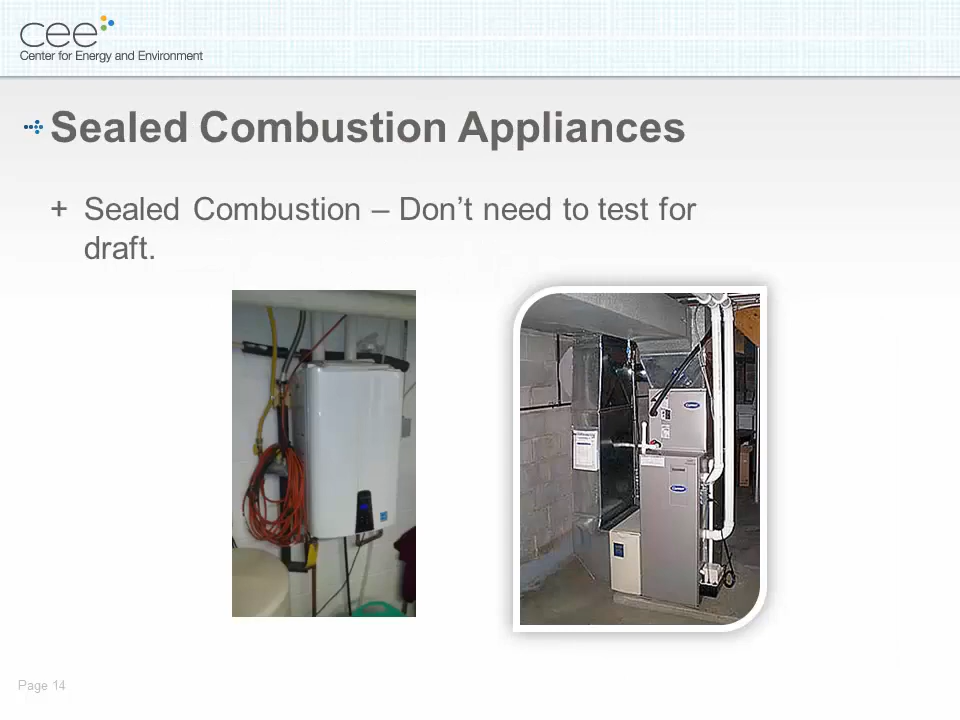 cee
Center for Energy and Environment
Sealed Combustion Appliances
+ Sealed Combustion – Don’t need to test for
draft.
Page 14